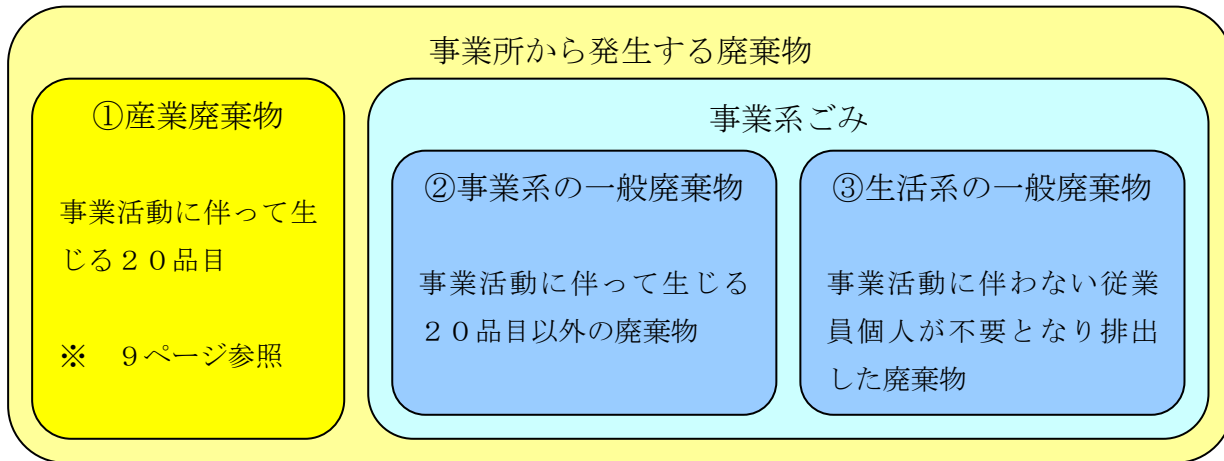 事業所から発生する廃棄物
①産業廃棄物
事業活動に伴って生
じる２０品目
※　９ページ参照
事業系ごみ
②事業系の一般廃棄物
事業活動に伴って生じる
２０品目以外の廃棄物
③生活系の一般廃棄物
事業活動に伴わない従業
員個人が不要となり排出
した廃棄物